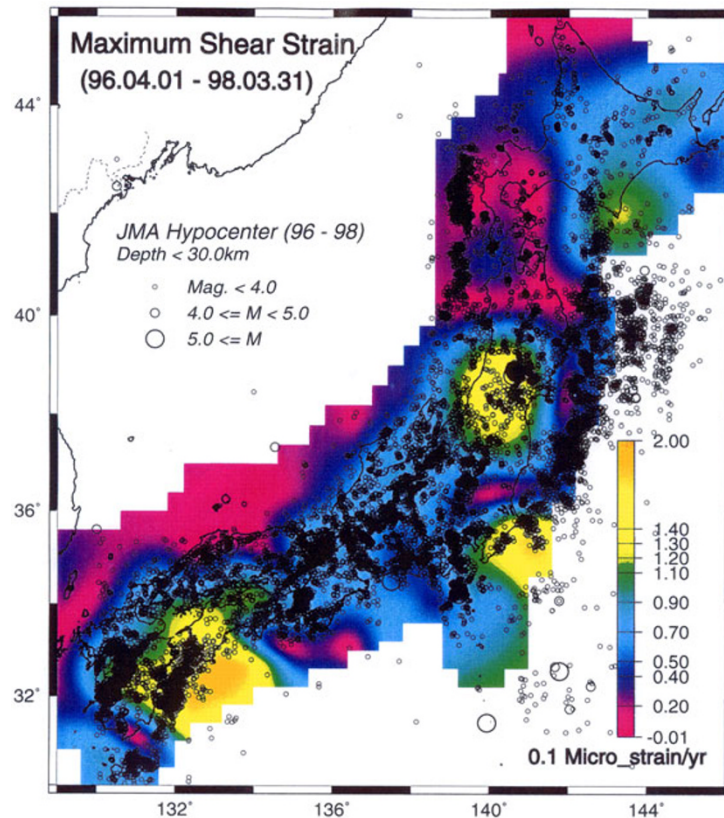 Maximum Shear Strain
(96.04.01 - 98.03.31)
44°
JMA Hypocenter (96 - 98)
Depth < 30.0km
Mag. < 4.0
4.0 <= M < 5.0
5.0 <= M
40°
36°
32°
2.00
1.40
1.30
1.20
1.10
0.90
0.70
0.50
0.40
0.20
-0.01
0.1 Micro_strain/yr
132° 136° 140° 144°